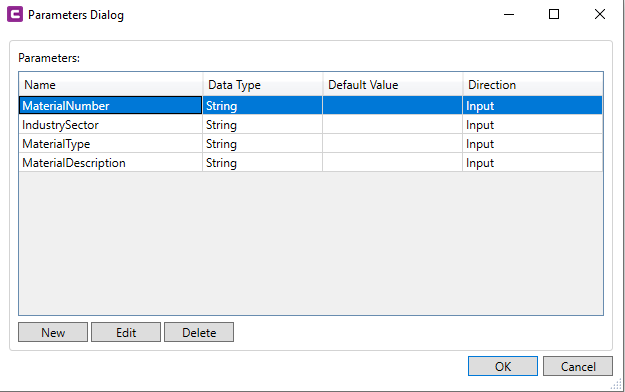 Parameters Dialog
Parameters:
Name Data Type Default Value Direction
MaterialNumber String Input
IndustrySector String Input
MaterialType String Input
MaterialDescription String Input
New Edit Delete
OK Cancel